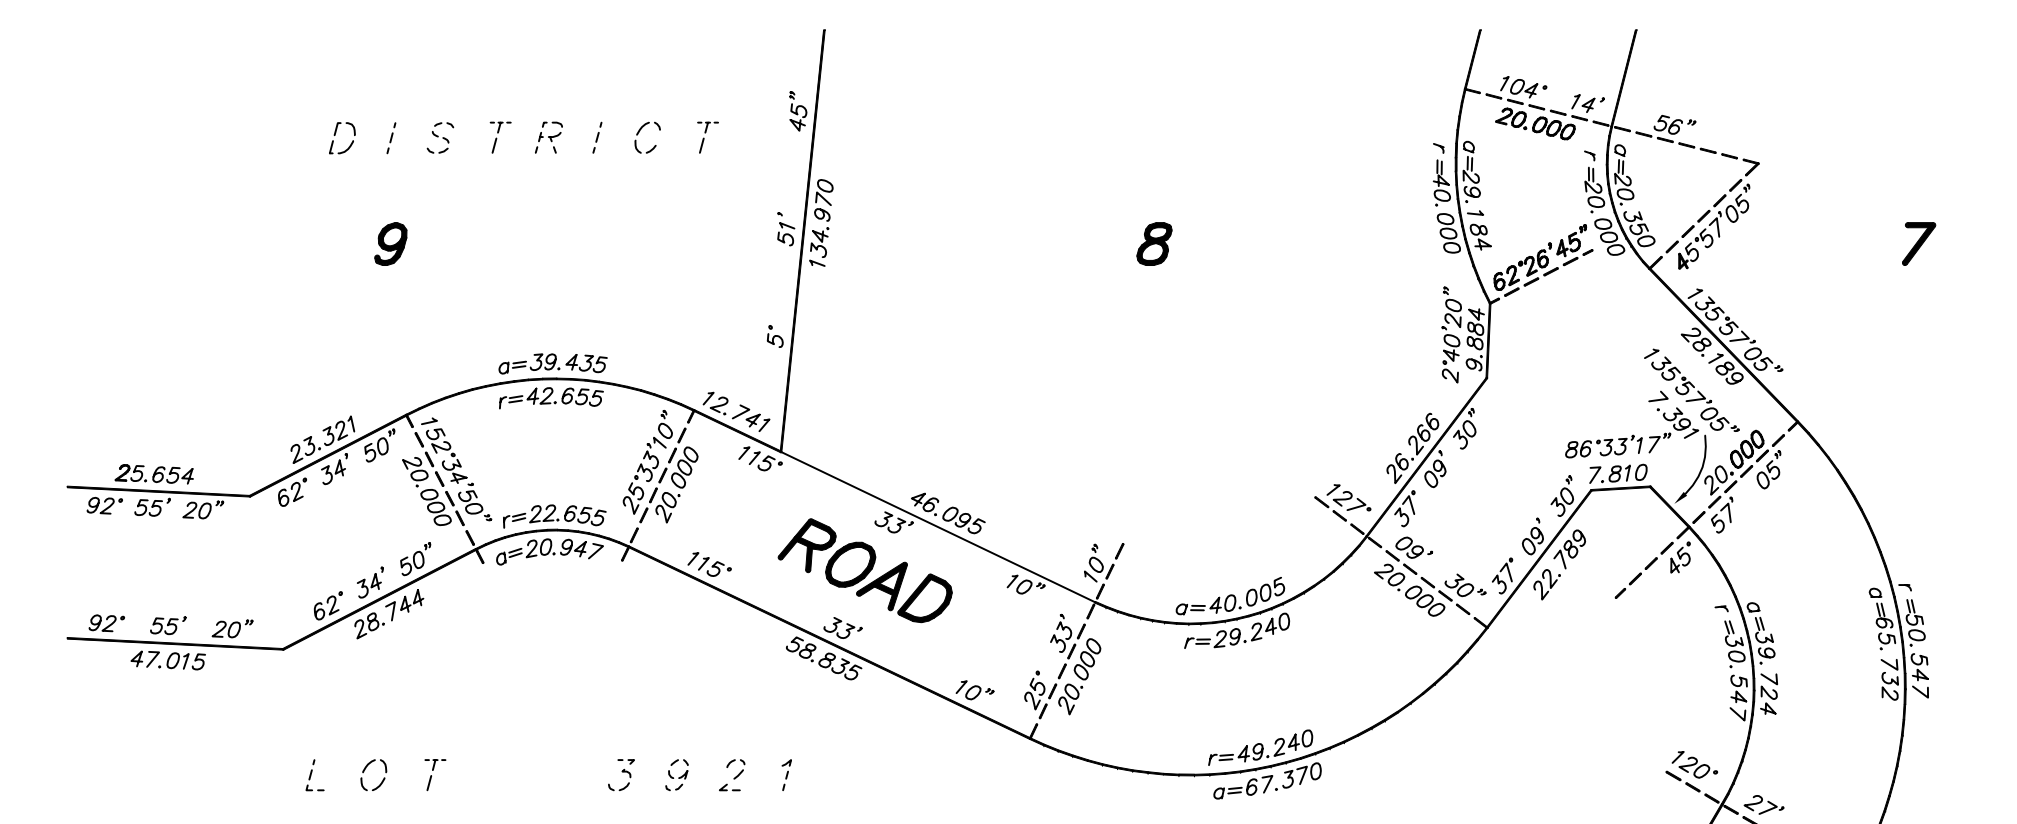 DISTRICT
9
8
7
45"
51'
134.970
5°
104° 14' 56"
20.000
a=29.184
r=40.000
a=20.350
r=20.000
45°57'05"
62°26'45"
2°40'20"
9.884
135°57'05"
28.189
135°57'05"
7.391
20.000
45° 57' 05"
86°33'17"
7.810
26.266
37° 09' 30"
127° 09' 30"
20.000
37° 09' 30"
22.789
25.654
92° 55' 20"
23.321
62° 34' 50"
152°34'50"
20.000
a=39.435
r=42.655
25°33'10"
20.000
r=22.655
a=20.947
12.741
115° 33' 10"
46.095
ROAD
115° 33' 10"
58.835
25° 33' 10"
20.000
62° 34' 50"
28.744
92° 55' 20"
47.015
a=40.005
r=29.240
r=49.240
a=67.370
a=39.724
r=30.547
r=50.547
a=65.732
120° 27'
LOT 3921